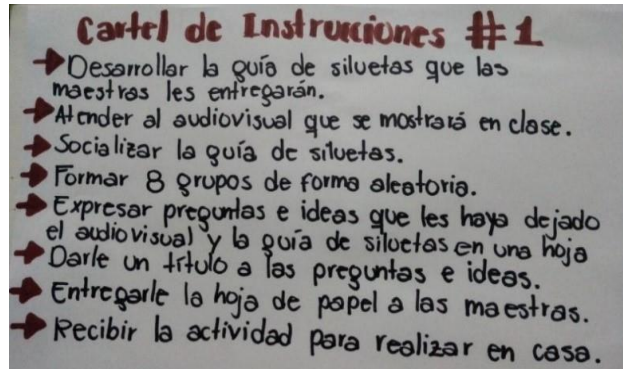 Cartel de Instrucciones #1
→Desarrollar la guía de siluetas que las
maestras les entregarán.
→Atender al audiovisual que se mostrará en clase.
→Socializar la guía de siluetas.
→Formar 8 grupos de forma aleatoria.
→Expresar preguntas e ideas que les haya dejado
el audiovisual y la guía de siluetas en una hoja
→Darle un título a las preguntas e ideas.
→Entregarle la hoja de papel a las maestras.
→Recibir la actividad para realizar en casa.